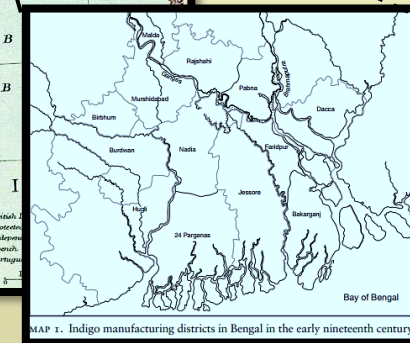 B
B
I
Malda
Rajshahi
Ganges
Pabna
Murshidabad
Dacca
Birbhum
Nadia
Faridpur
Burdwan
Jessore
Hugli
Bakarganj
24 Parganas
Bay of Bengal
MAP 1. Indigo manufacturing districts in Bengal in the early nineteenth century